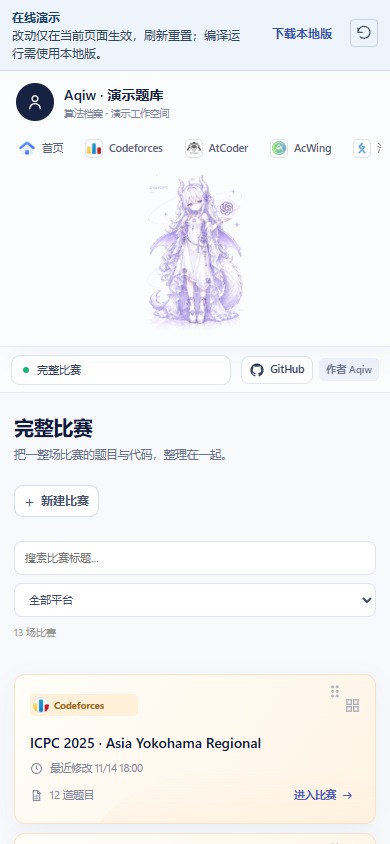 在线演示
改动仅在当前页面生效，刷新重置；编译运
行需使用本地版。
下载本地版
Aqiw · 演示题库
算法档案 · 演示工作空间
首页
Codeforces
AtCoder
AcWing
完整比赛
GitHub
作者 Aqiw
完整比赛
把一整场比赛的题目与代码，整理在一起。
+ 新建比赛
搜索比赛标题...
全部平台
13 场比赛
Codeforces
ICPC 2025 · Asia Yokohama Regional
最近修改 11/14 18:00
12 道题目
进入比赛 →